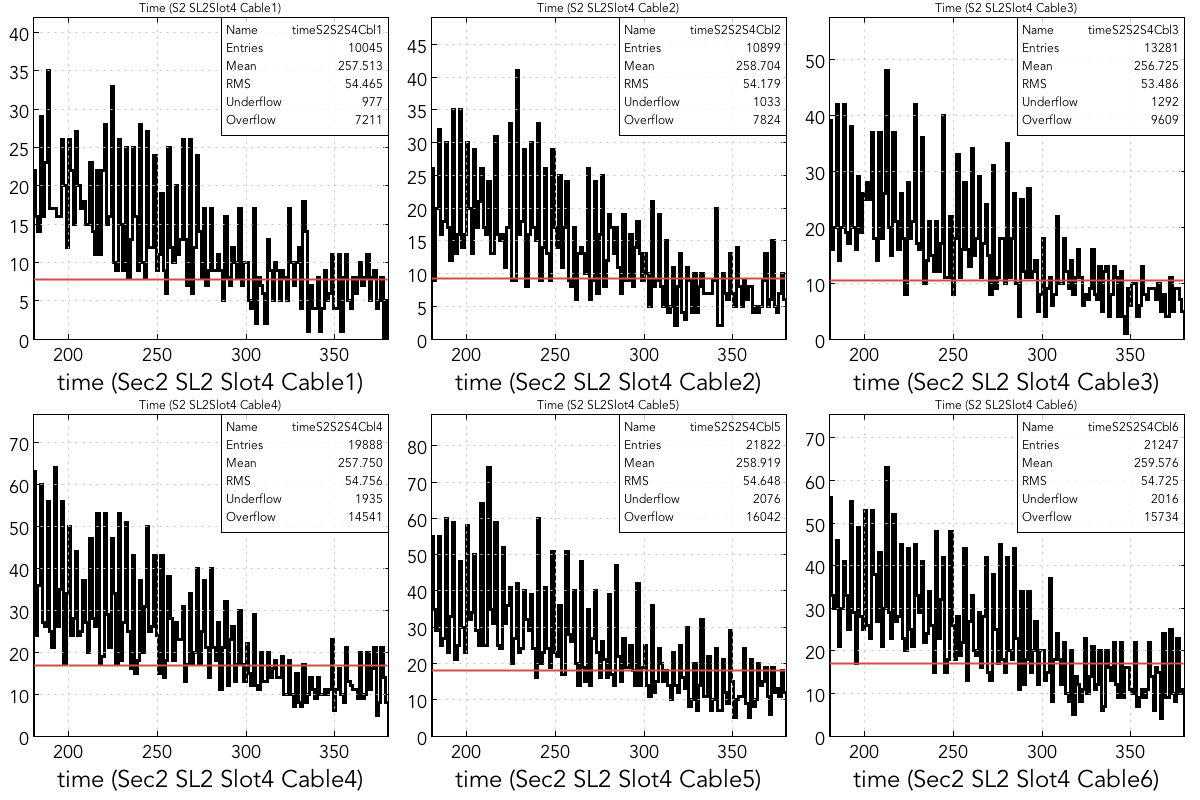 Time (S2 SL2Slot4 Cable1)
Name timeS2S2S4Cbl1
Entries 10045
Mean 257.513
RMS 54.465
Underflow 977
Overflow 7211
40
35
30
25
20
15
10
5
0
200 250 300 350
time (Sec2 SL2 Slot4 Cable1)
Time (S2 SL2Slot4 Cable2)
Name timeS2S2S4Cbl2
Entries 10899
Mean 258.704
RMS 54.179
Underflow 1033
Overflow 7824
45
40
35
30
25
20
15
10
5
0
200 250 300 350
time (Sec2 SL2 Slot4 Cable2)
Time (S2 SL2Slot4 Cable3)
Name timeS2S2S4Cbl3
Entries 13281
Mean 256.725
RMS 53.486
Underflow 1292
Overflow 9609
50
40
30
20
10
0
200 250 300 350
time (Sec2 SL2 Slot4 Cable3)
Time (S2 SL2Slot4 Cable4)
Name timeS2S2S4Cbl4
Entries 19888
Mean 257.750
RMS 54.756
Underflow 1935
Overflow 14541
70
60
50
40
30
20
10
0
200 250 300 350
time (Sec2 SL2 Slot4 Cable4)
Time (S2 SL2Slot4 Cable5)
Name timeS2S2S4Cbl5
Entries 21822
Mean 258.919
RMS 54.648
Underflow 2076
Overflow 16042
80
70
60
50
40
30
20
10
0
200 250 300 350
time (Sec2 SL2 Slot4 Cable5)
Time (S2 SL2Slot4 Cable6)
Name timeS2S2S4Cbl6
Entries 21247
Mean 259.576
RMS 54.725
Underflow 2016
Overflow 15734
70
60
50
40
30
20
10
0
200 250 300 350
time (Sec2 SL2 Slot4 Cable6)